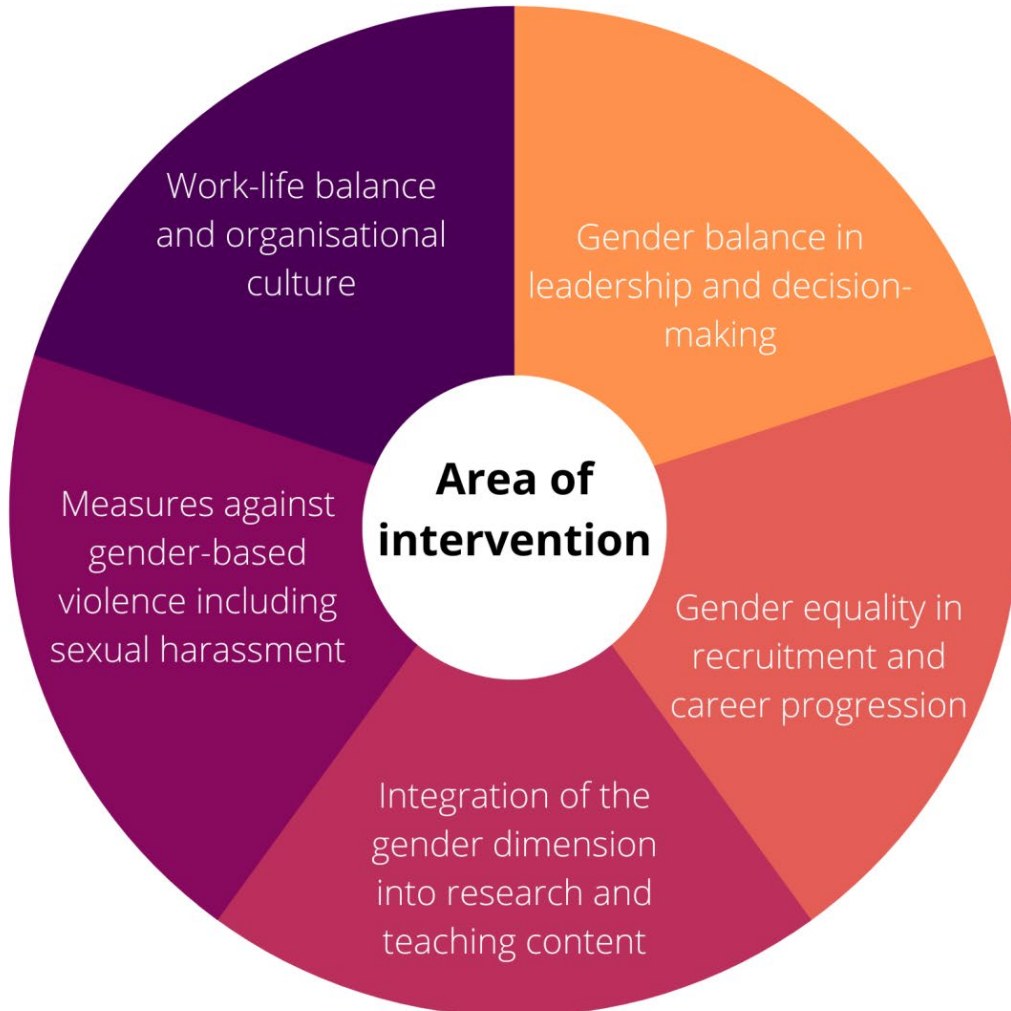 Work-life balance
and organisational
culture
Gender balance in
leadership and decision-
making
Area of
intervention
Measures against
gender-based
violence including
sexual harassment
Gender equality in
recruitment and
career progression
Integration of the
gender dimension
into research and
teaching content